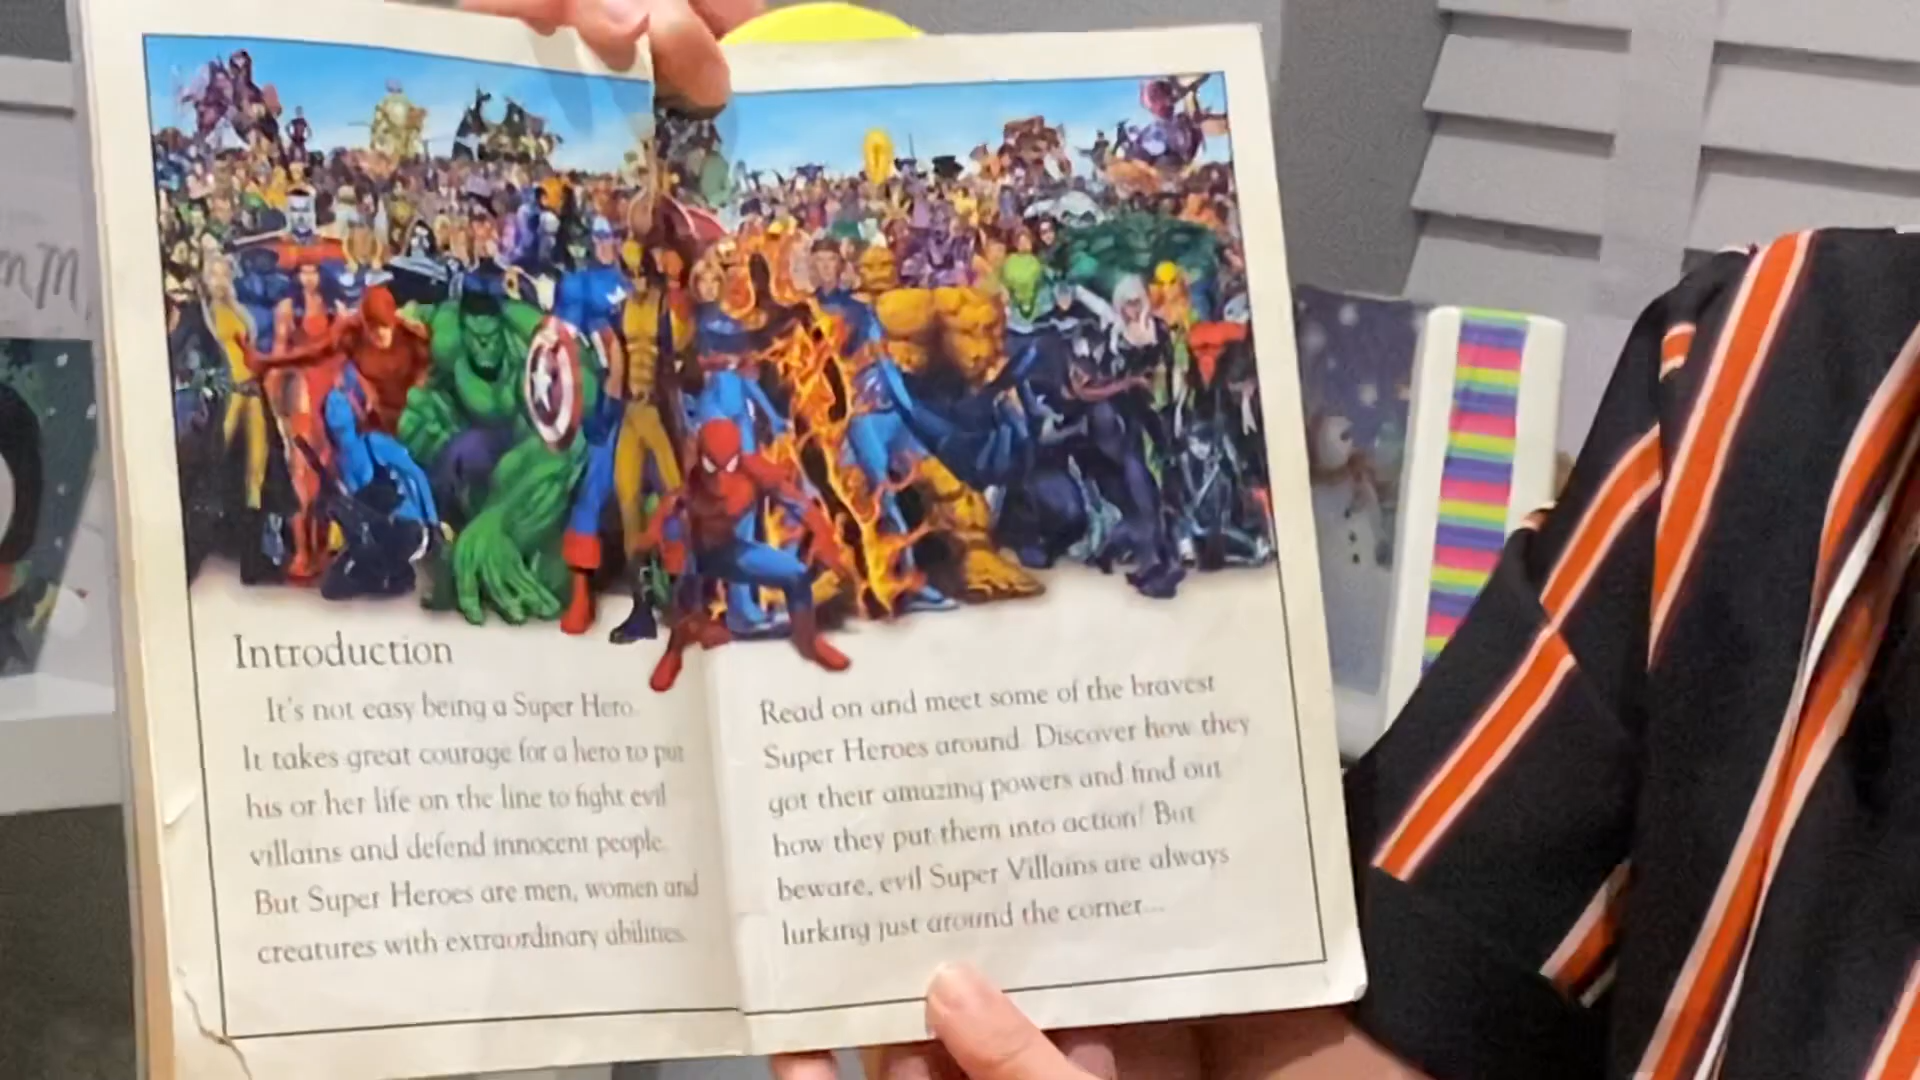 Introduction
It's not easy being a Super Hero.
It takes great courage for a hero to put
his or her life on the line to fight evil
villains and defend innocent people.
But Super Heroes are men, women and
creatures with extraordinary abilities.
Read on and meet some of the bravest
Super Heroes around. Discover how they
got their amazing powers and find out
how they put them into action! But
beware, evil Super Villains are always
lurking just around the corner...